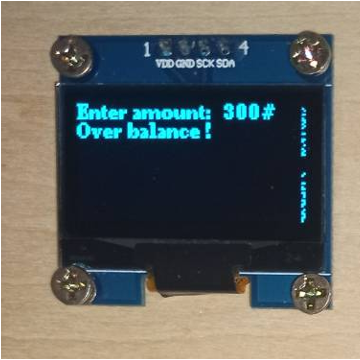 1 4
VDD GND SCK SDA
Enter amount: 300#
Over balance!